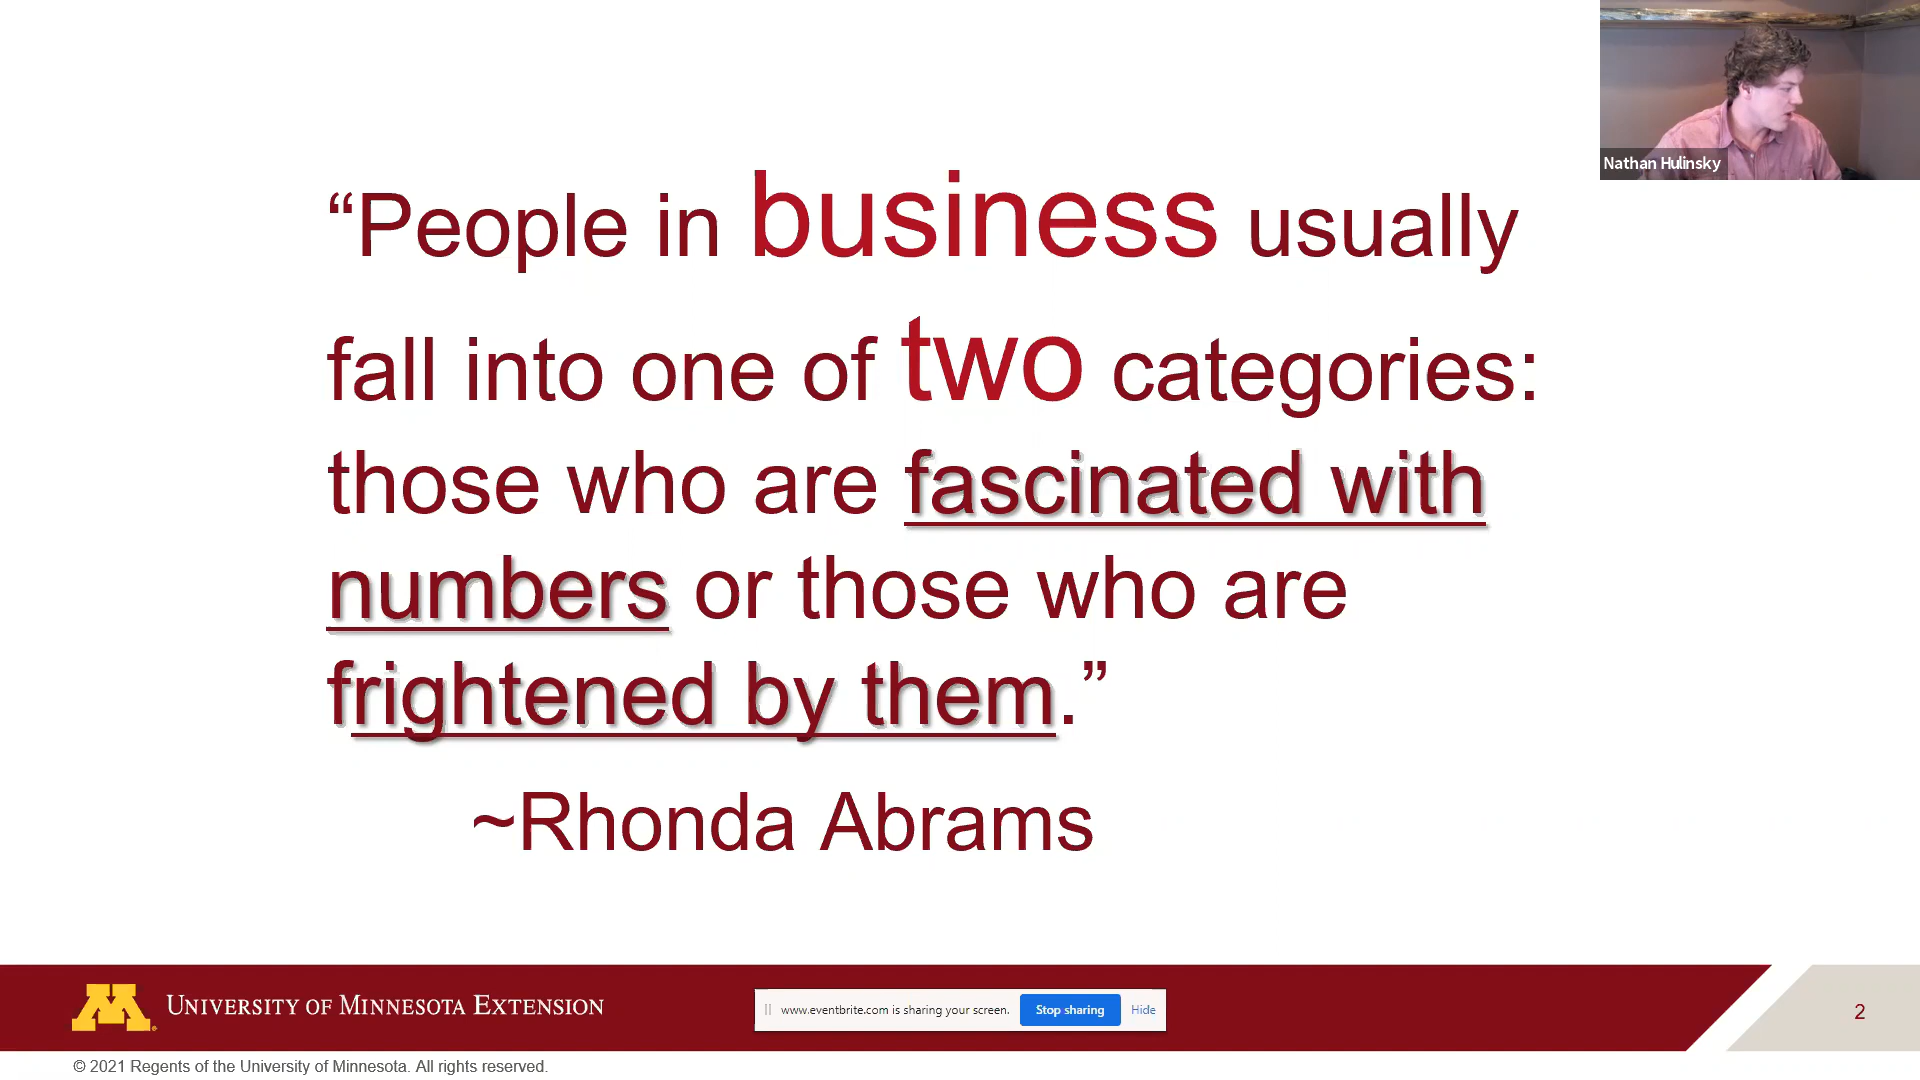 “People in business usually
fall into one of two categories:
those who are fascinated with
numbers or those who are
frightened by them.”
~Rhonda Abrams
Nathan Hulinsky
M
UNIVERSITY OF MINNESOTA EXTENSION
www.eventbrite.com is sharing your screen. Stop sharing Hide
2
© 2021 Regents of the University of Minnesota. All rights reserved.